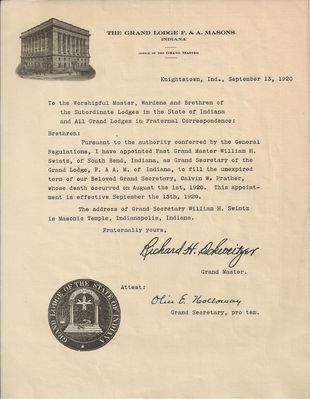 THE GRAND LODGE F. & A. MASONS
INDIANA
OFFICE OF THE GRAND MASTER
Knightstown, Ind., September 13, 1920
To the Worshipful Master, Wardens and Brethren of
the Subordinate Lodges in the State of Indiana
and All Grand Lodges in Fraternal Correspondence:
Brethren:
Pursuant to the authority conferred by the General
Regulations, I have appointed Past Grand Master William H.
Swintz, of South Bend, Indiana, as Grand Secretary of the
Grand Lodge, F. & A. M. of Indiana, to fill the unexpired
term of our Beloved Grand Secretary, Calvin W. Prather,
whose death occurred on August the 1st, 1920. This appoint-
ment is effective September the 13th, 1920.
The address of Grand Secretary William H. Swintz
is Masonic Temple, Indianapolis, Indiana.
Fraternally yours,
Richard H. Schweitzer
Grand Master.
Attest:
Olin E. Holloway
Grand Secretary, pro tem.
GRAND LODGE OF THE STATE OF INDIANA